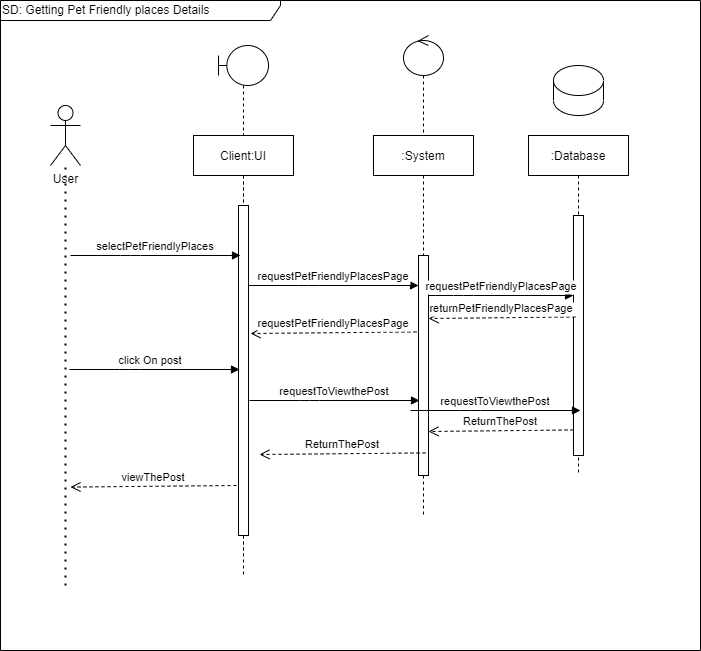 SD: Getting Pet Friendly places Details
User
Client:UI
:System
:Database
selectPetFriendlyPlaces
requestPetFriendlyPlacesPage
requestPetFriendlyPlacesPage
returnPetFriendlyPlacesPage
requestPetFriendlyPlacesPage
click On post
requestToViewthePost
requestToViewthePost
ReturnThePost
ReturnThePost
viewThePost